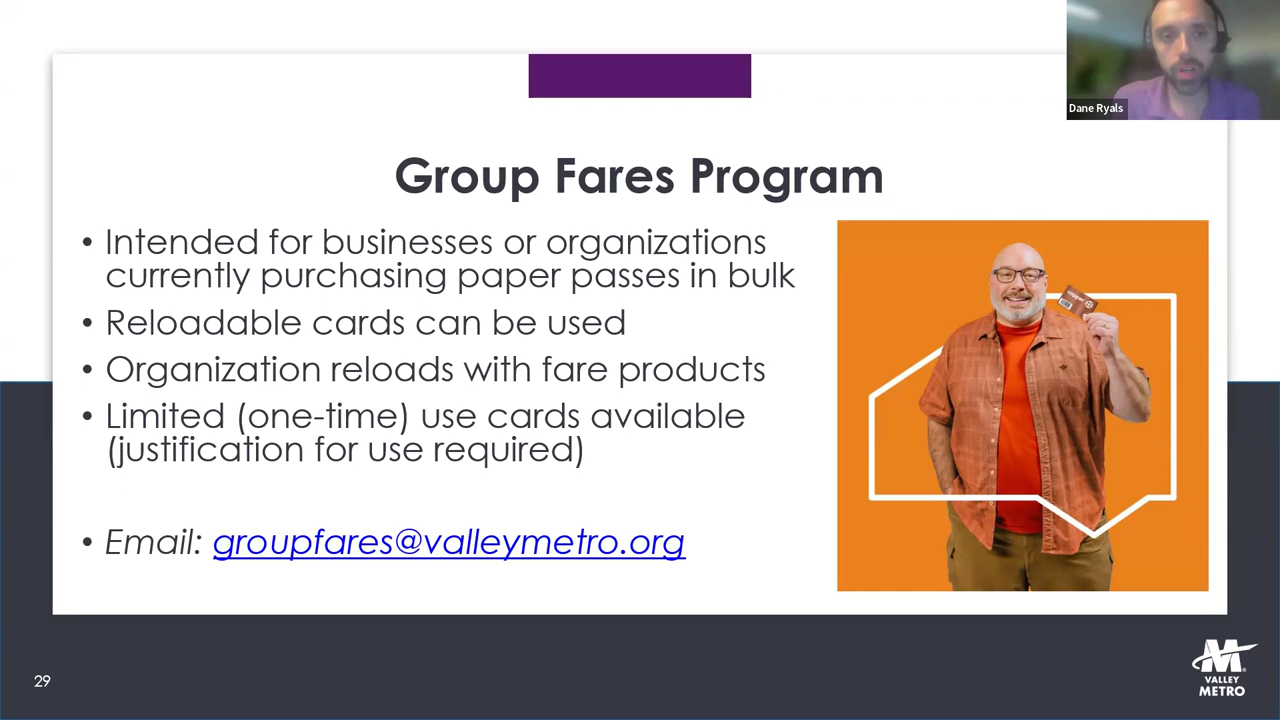 Dane Ryals
Group Fares Program
• Intended for businesses or organizations
currently purchasing paper passes in bulk
• Reloadable cards can be used
• Organization reloads with fare products
• Limited (one-time) use cards available
(justification for use required)
• Email: groupfares@valleymetro.org
copper
29
VALLEY
METRO